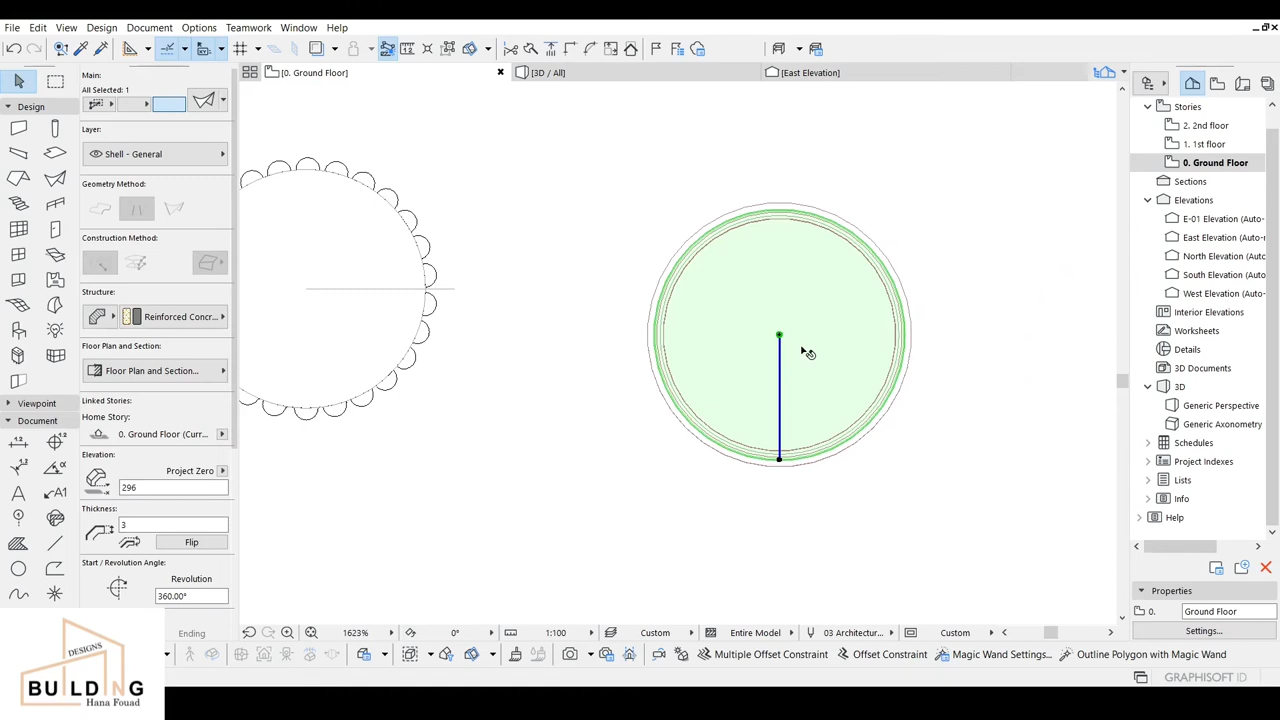 File Edit View Design Document Options Teamwork Window Help
[0. Ground Floor]
[3D / All]
[East Elevation]
Main:
All Selected: 1
Design
Layer:
Shell - General
Geometry Method:
Construction Method:
Structure:
Reinforced Concr...
Floor Plan and Section:
Floor Plan and Section...
Viewpoint
Document
Linked Stories:
Home Story:
0. Ground Floor (Curr...
Elevation:
Project Zero
296
Thickness:
3
Flip
Start / Revolution Angle:
Revolution
360.00°
Ending
Stories
2. 2nd floor
1. 1st floor
0. Ground Floor
Sections
Elevations
E-01 Elevation (Auto-
East Elevation (Auto-r
North Elevation (Aut
South Elevation (Aut
West Elevation (Auto
Interior Elevations
Worksheets
Details
3D Documents
3D
Generic Perspective
Generic Axonometry
Schedules
Project Indexes
Lists
Info
Help
Properties
0.
Ground Floor
Settings...
1623%
0°
1:100
Custom
Entire Model
03 Architectur...
Custom
Multiple Offset Constraint
Offset Constraint
Magic Wand Settings...
Outline Polygon with Magic Wand
GRAPHISOFT ID
DESIGNS
BUILDING
Hana Fouad